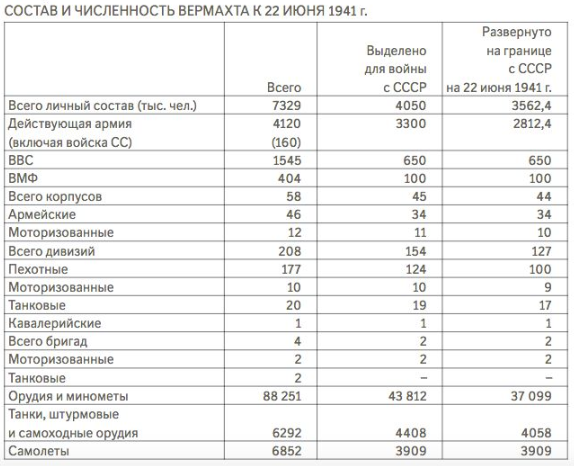 СОСТАВ И ЧИСЛЕННОСТЬ ВЕРМАХТА К 22 ИЮНЯ 1941 г.
Всего | Выделено для войны с СССР | Развернуто на границе с СССР на 22 июня 1941 г.
Всего личный состав (тыс. чел.) 7329 4050 3562,4
Действующая армия 4120 3300 2812,4
(включая войска СС) (160)
ВВС 1545 650 650
ВМФ 404 100 100
Всего корпусов 58 45 44
Армейские 46 34 34
Моторизованные 12 11 10
Всего дивизий 208 154 127
Пехотные 177 124 100
Моторизованные 10 10 9
Танковые 20 19 17
Кавалерийские 1 1 1
Всего бригад 4 2 2
Моторизованные 2 2 2
Танковые 2 – –
Орудия и минометы 88 251 43 812 37 099
Танки, штурмовые
и самоходные орудия 6292 4408 4058
Самолеты 6852 3909 3909